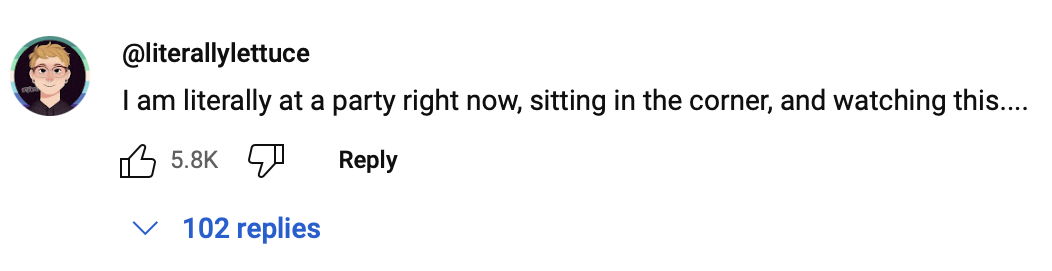 @literallylettuce
I am literally at a party right now, sitting in the corner, and watching this....
5.8K
Reply
102 replies